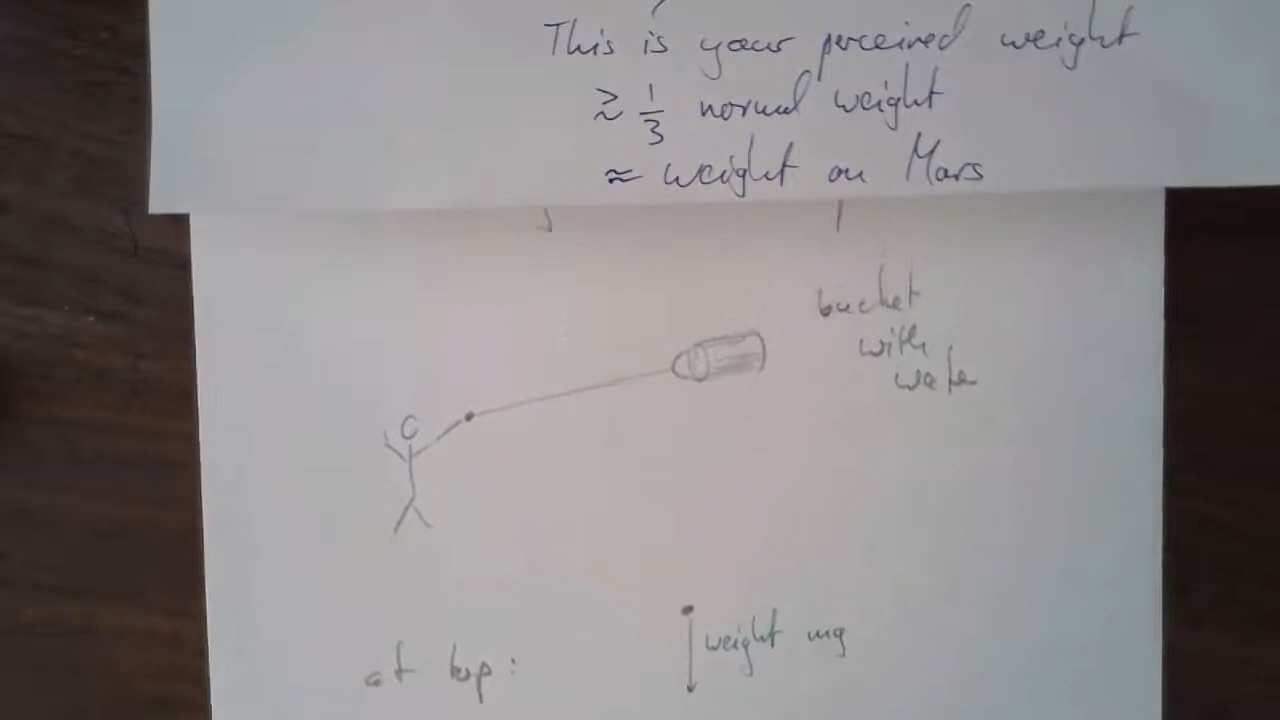 This is your perceived weight
≳ 1/3 normal weight
≈ weight on Mars
bucket
with
water
at top:
weight mg